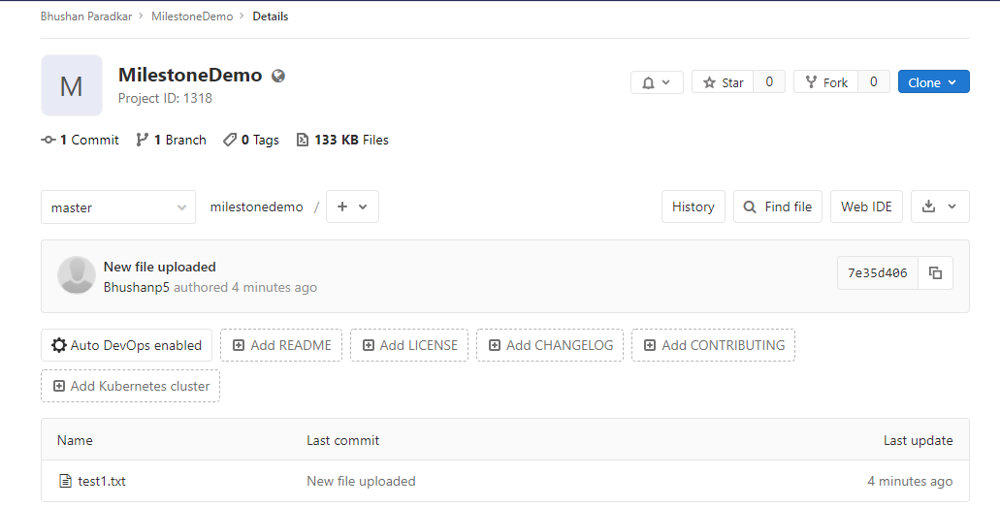 Bhushan Paradkar > MilestoneDemo > Details
M
MilestoneDemo
Project ID: 1318
Star 0 Fork 0 Clone
1 Commit 1 Branch 0 Tags 133 KB Files
master milestonedemo / + History Find file Web IDE
New file uploaded
Bhushanp5 authored 4 minutes ago
7e35d406
Auto DevOps enabled Add README Add LICENSE Add CHANGELOG Add CONTRIBUTING
Add Kubernetes cluster
Name Last commit Last update
test1.txt New file uploaded 4 minutes ago